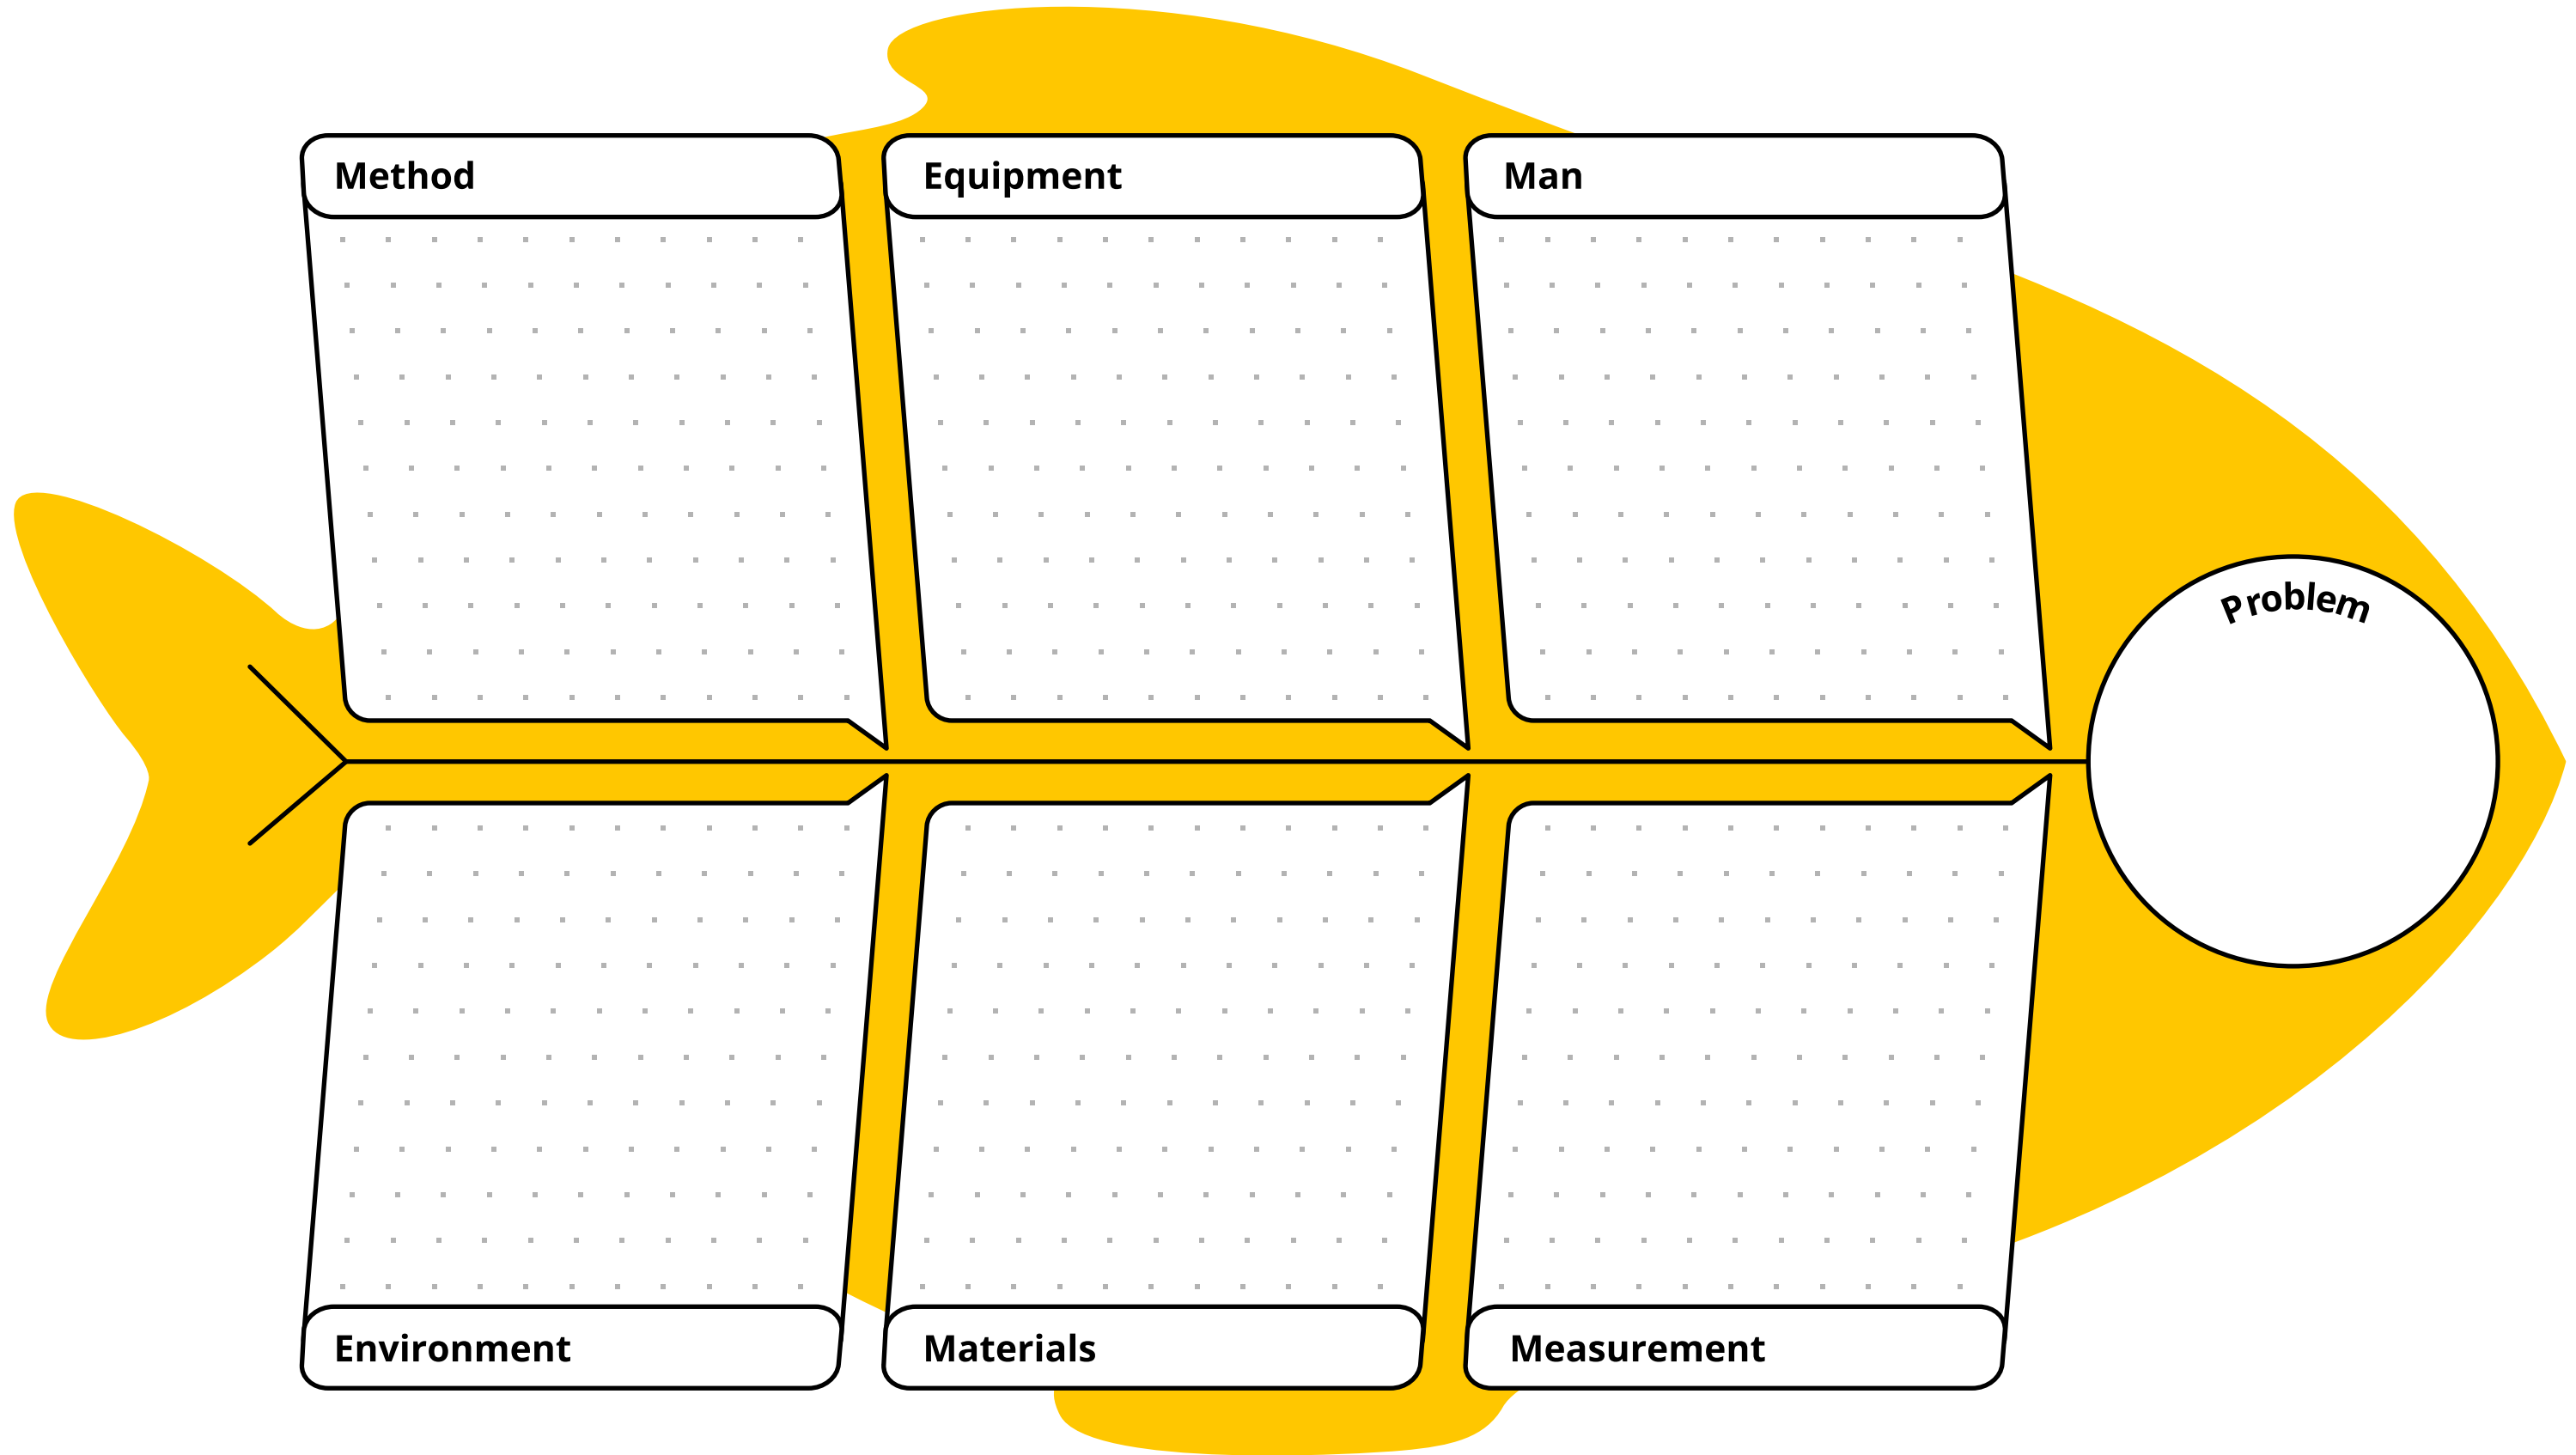 Method
Equipment
Man
Problem
Environment
Materials
Measurement